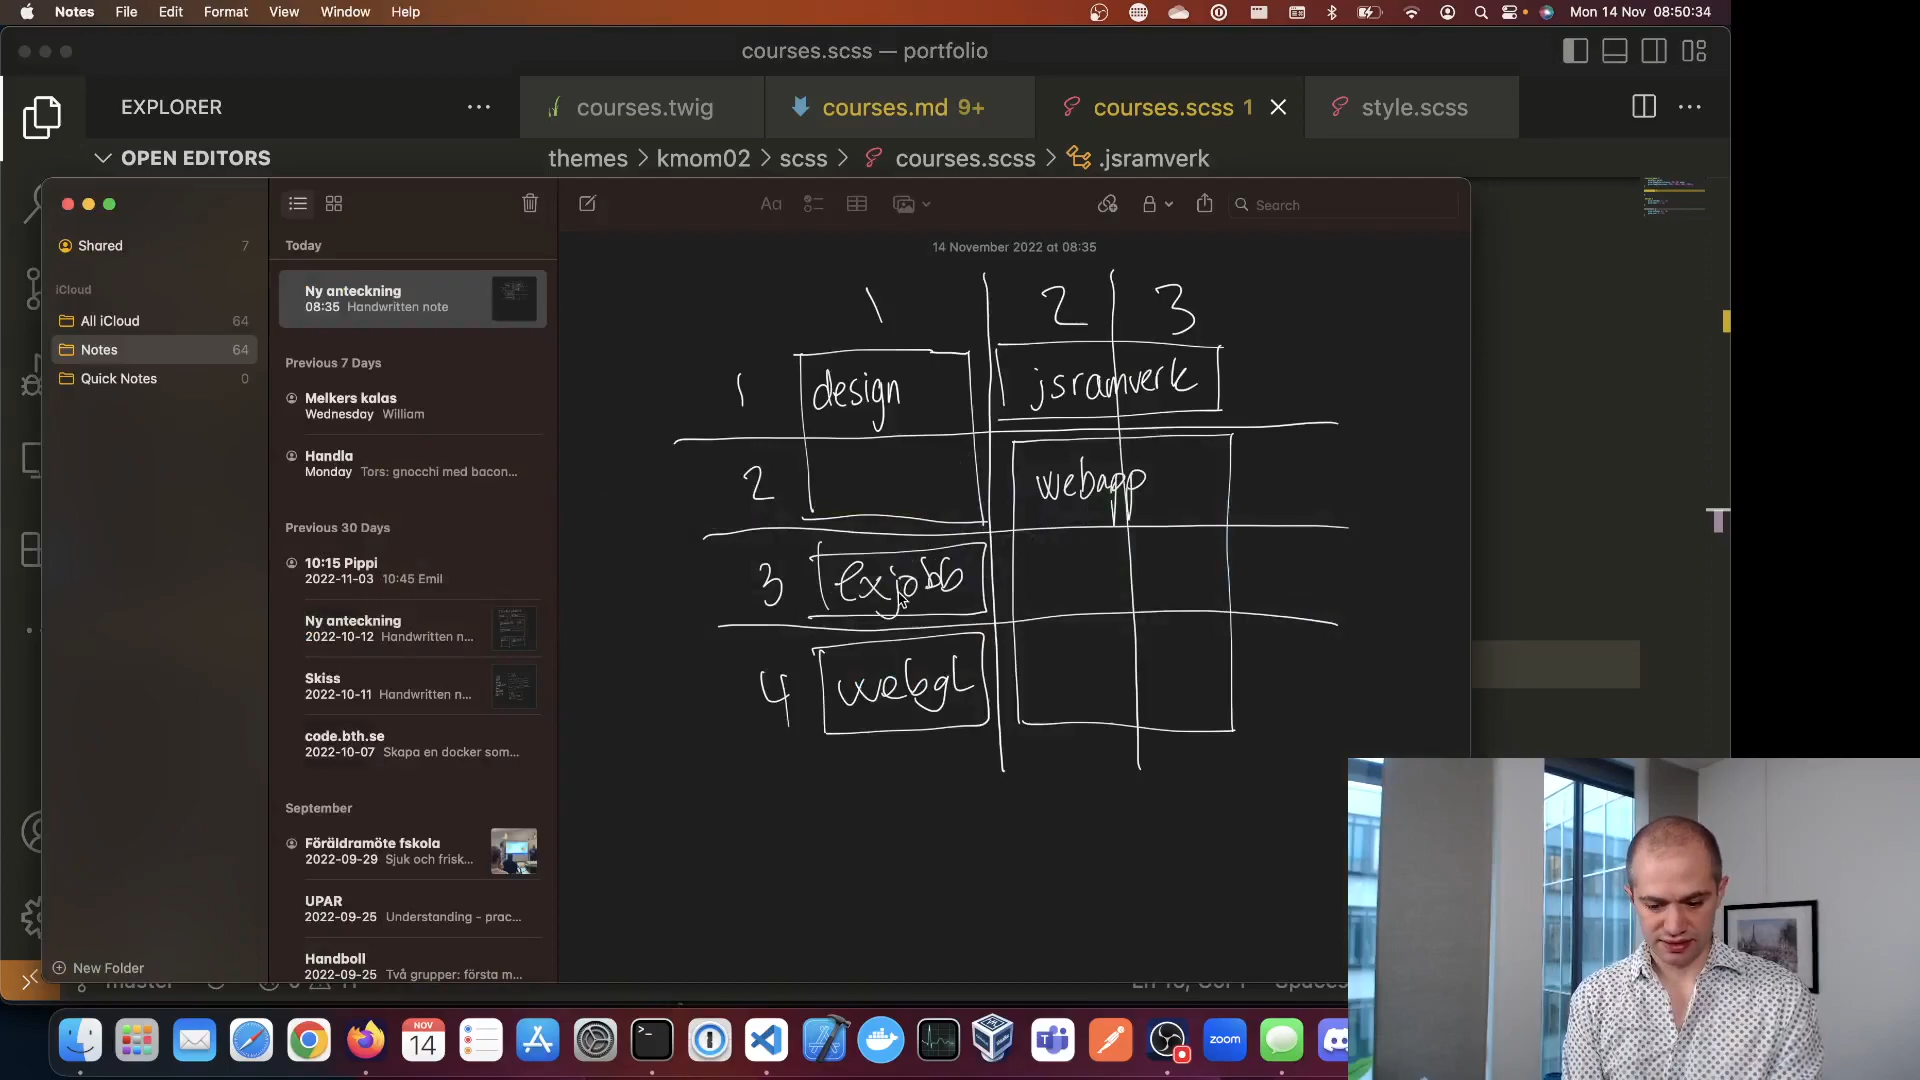 Notes File Edit Format View Window Help Mon 14 Nov 08:50:34
courses.scss — portfolio
EXPLORER
courses.twig courses.md 9+ courses.scss 1 style.scss
OPEN EDITORS
themes > kmom02 > scss > courses.scss > .jsramverk
Shared 7
iCloud
All iCloud 64
Notes 64
Quick Notes 0
New Folder
Today
Ny anteckning
08:35 Handwritten note
Previous 7 Days
Melkers kalas
Wednesday William
Handla
Monday Tors: gnocchi med bacon...
Previous 30 Days
10:15 Pippi
2022-11-03 10:45 Emil
Ny anteckning
2022-10-12 Handwritten n...
Skiss
2022-10-11 Handwritten n...
code.bth.se
2022-10-07 Skapa en docker som...
September
Föräldramöte fskola
2022-09-29 Sjuk och frisk...
UPAR
2022-09-25 Understanding - prac...
Handboll
2022-09-25 Två grupper: första m...
Aa Search
14 November 2022 at 08:35
1 2 3
1 design jsramverk
2 webapp
3 exjobb
4 webgl
master
NOV
14
zoom